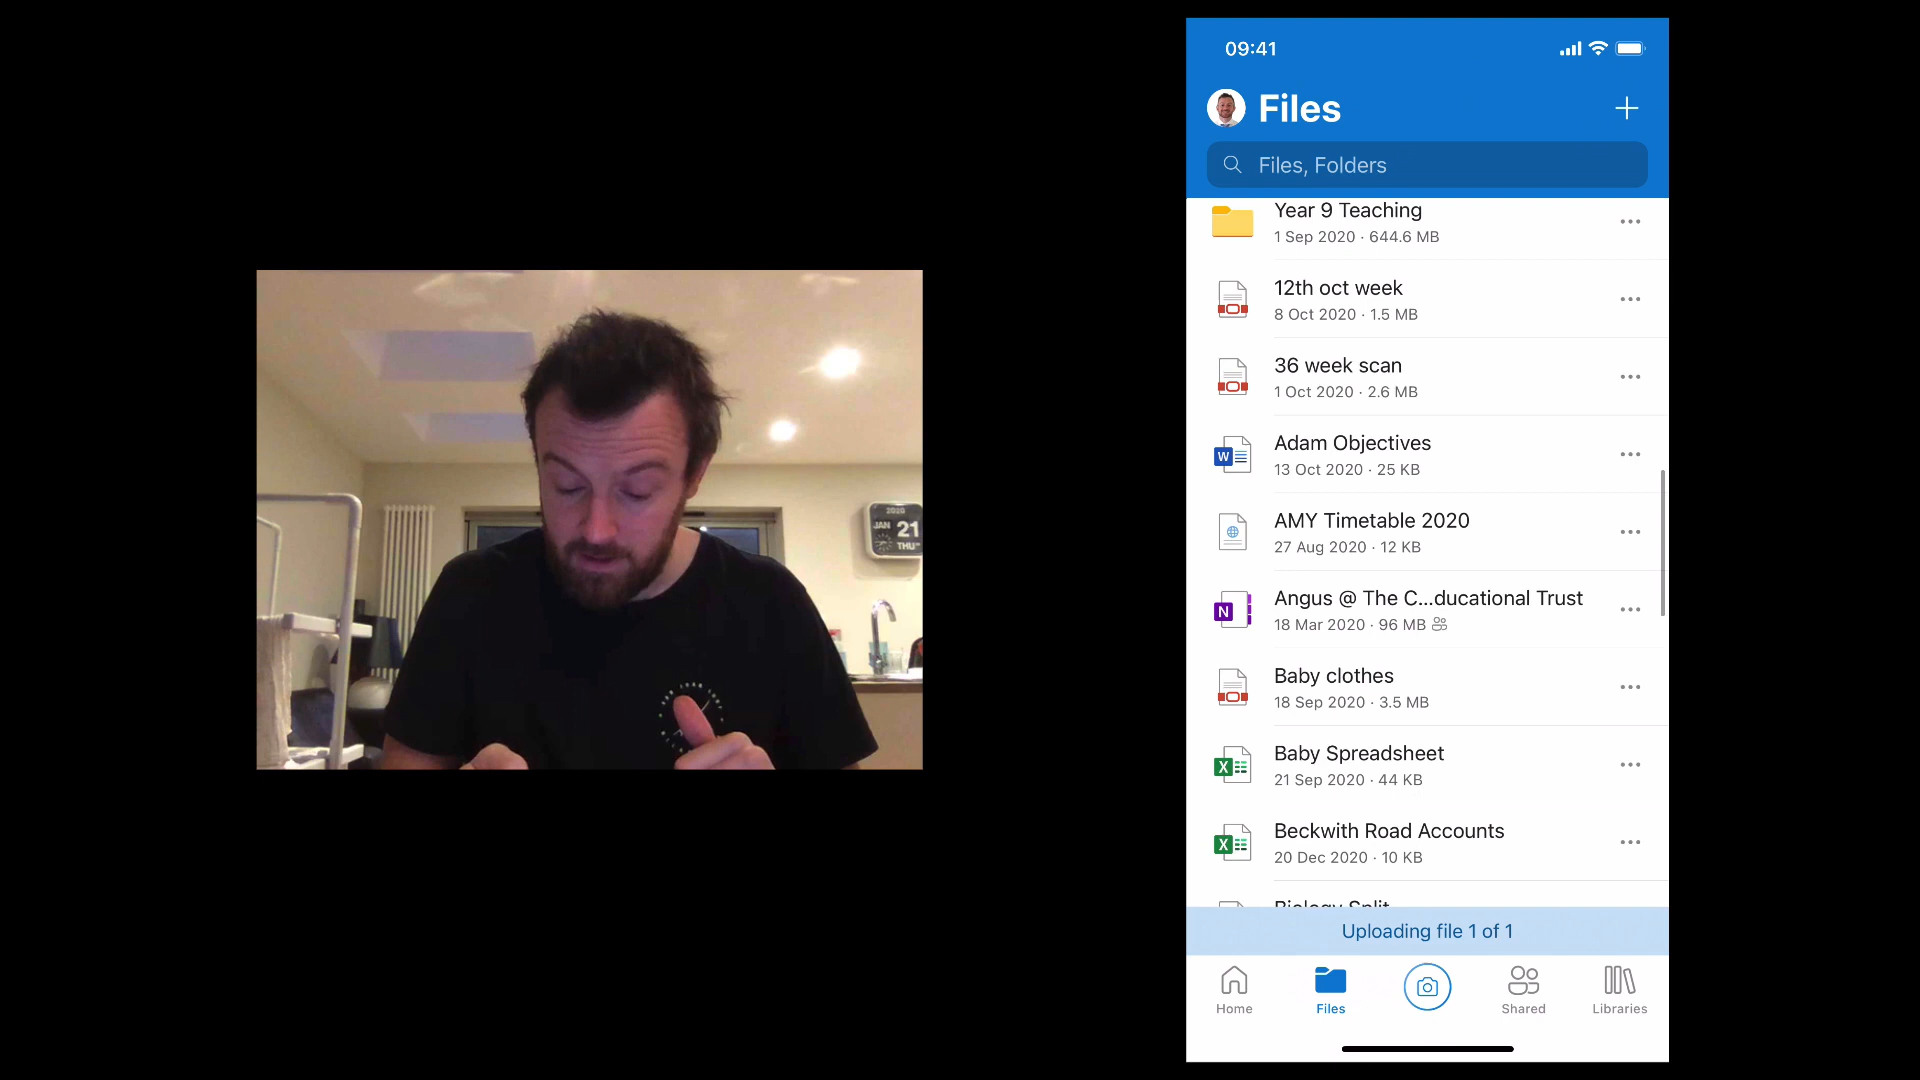 2020
JAN 21
THU
09:41
Files
Files, Folders
Year 9 Teaching
1 Sep 2020 · 644.6 MB
12th oct week
8 Oct 2020 · 1.5 MB
36 week scan
1 Oct 2020 · 2.6 MB
Adam Objectives
13 Oct 2020 · 25 KB
AMY Timetable 2020
27 Aug 2020 · 12 KB
Angus @ The C...ducational Trust
18 Mar 2020 · 96 MB
Baby clothes
18 Sep 2020 · 3.5 MB
Baby Spreadsheet
21 Sep 2020 · 44 KB
Beckwith Road Accounts
20 Dec 2020 · 10 KB
Biology Split
Uploading file 1 of 1
Home
Files
Shared
Libraries